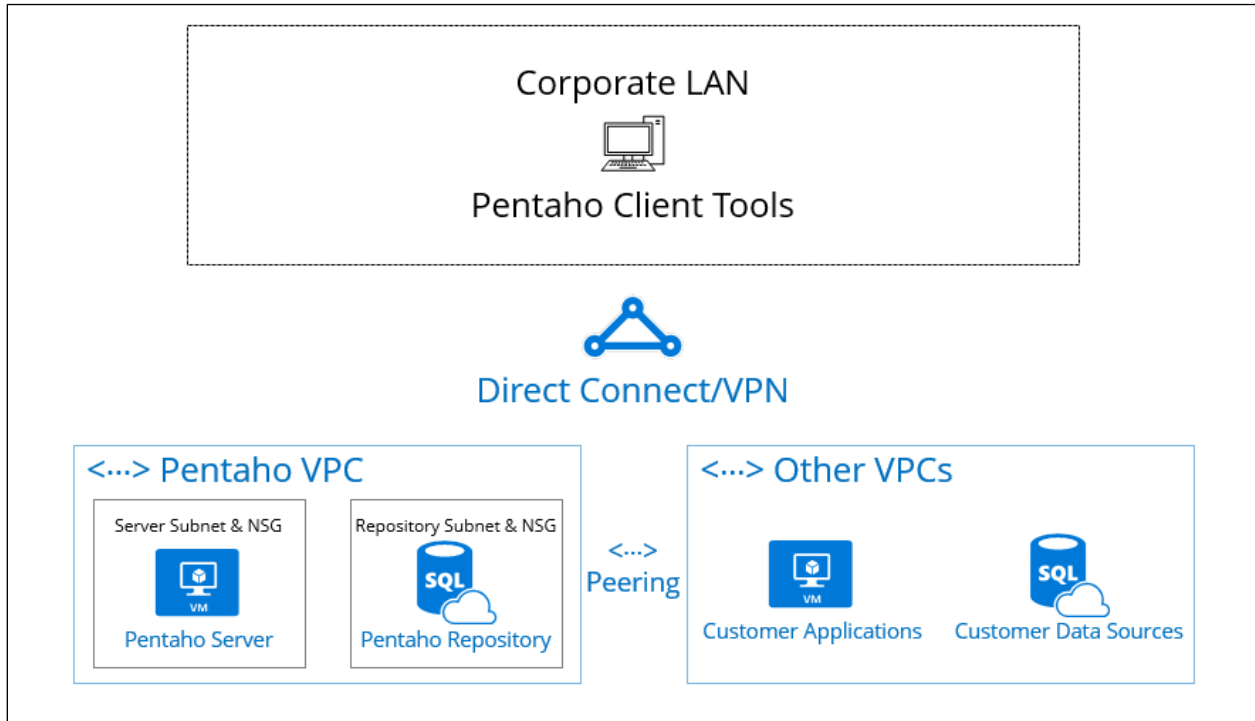 Corporate LAN
Pentaho Client Tools
Direct Connect/VPN
<···> Pentaho VPC
Server Subnet & NSG
VM
Pentaho Server
Repository Subnet & NSG
SQL
Pentaho Repository
<···>
Peering
<···> Other VPCs
VM
Customer Applications
SQL
Customer Data Sources